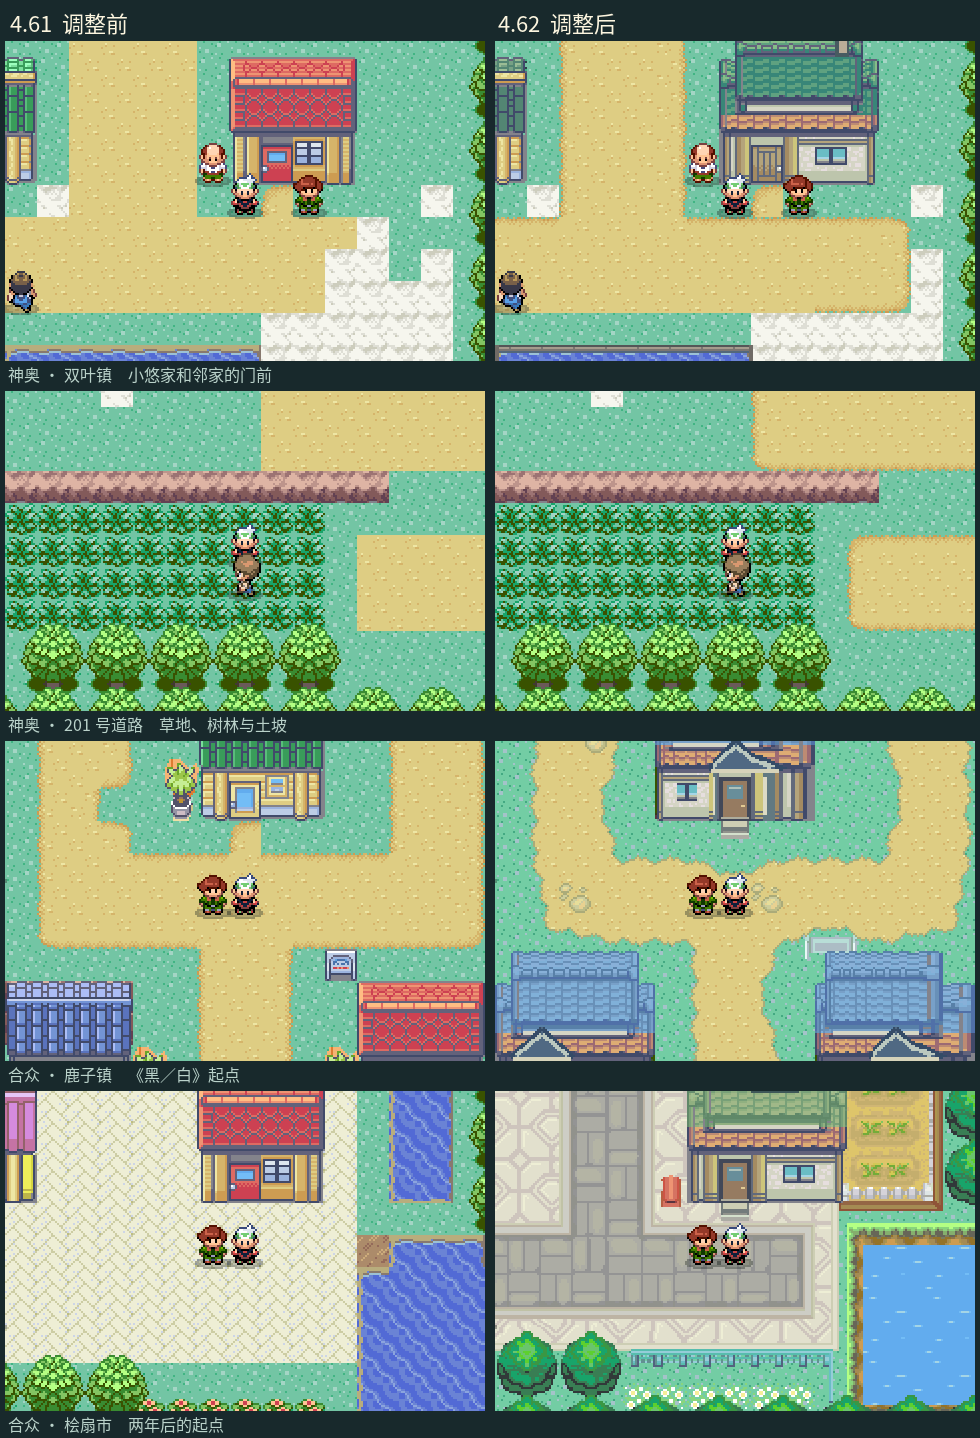 4.61 调整前
4.62 调整后
神奥 · 双叶镇 小悠家和邻家的门前
神奥 · 201 号道路 草地、树林与土坡
合众 · 鹿子镇 《黑／白》起点
合众 · 桧扇市 两年后的起点